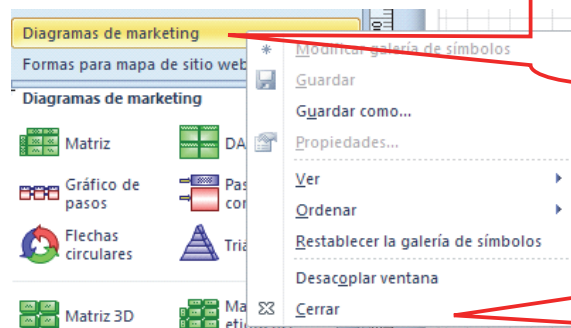 Diagramas de marketing
Formas para mapa de sitio web
Diagramas de marketing
Matriz
DA
Gráfico de
pasos
Pas
cor
Flechas
circulares
Tria
Matriz 3D
Ma
Modificar galería de símbolos
Guardar
Guardar como...
Propiedades...
Ver
Ordenar
Restablecer la galería de símbolos
Desacoplar ventana
Cerrar